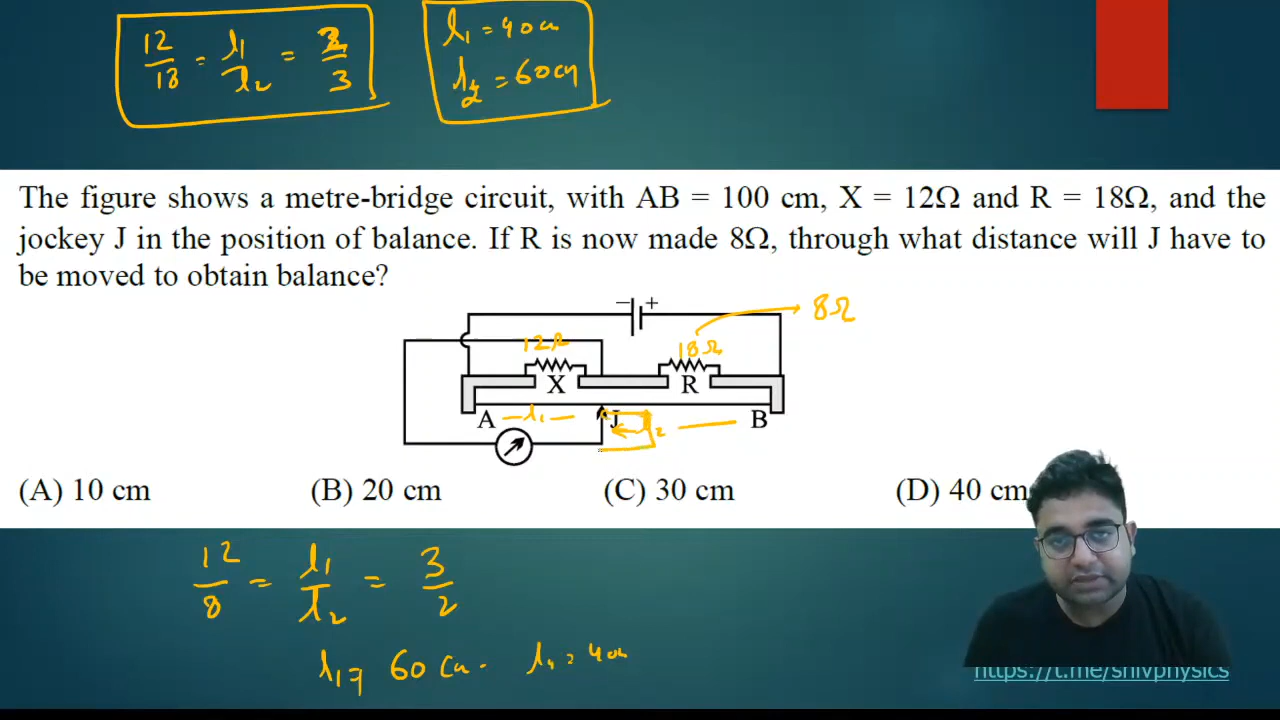 12/18 = l₁/l₂ = 2/3
l₁ = 40 cm
l₂ = 60 cm
The figure shows a metre-bridge circuit, with AB = 100 cm, X = 12Ω and R = 18Ω, and the
jockey J in the position of balance. If R is now made 8Ω, through what distance will J have to
be moved to obtain balance?
− +
8Ω
12Ω 18Ω
X R
A l₁ J 2 B
(A) 10 cm (B) 20 cm (C) 30 cm (D) 40 cm
12/8 = l₁/l₂ = 3/2
l₁ = 60 cm. l₂ = 40cm
https://t.me/shivphysics